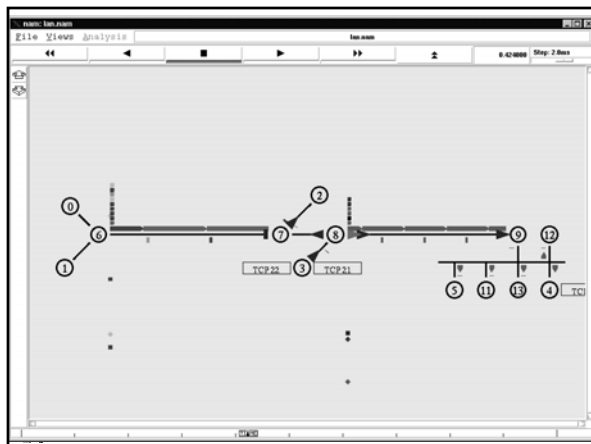 nam: lan.nam
File Views Analysis lan.nam
0.424000 Step: 2.0ms
0 2
6 7 8 9 12
1 3
TCP 22 TCP 21
5 11 13 4
TC